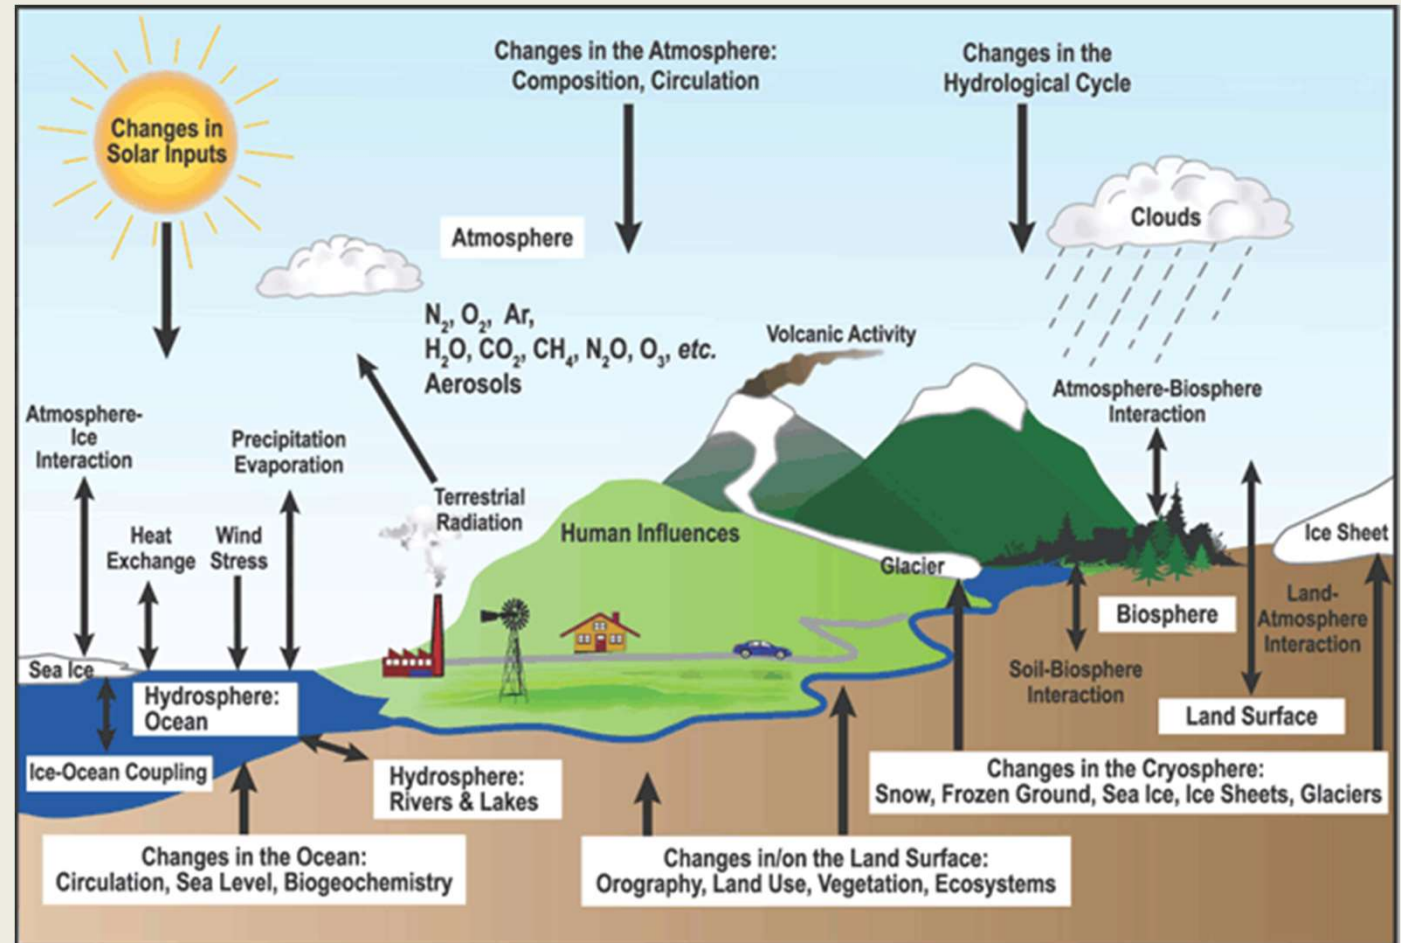 Changes in the Atmosphere:
Composition, Circulation
Changes in the
Hydrological Cycle
Changes in
Solar Inputs
Clouds
Atmosphere
N₂, O₂, Ar,
H₂O, CO₂, CH₄, N₂O, O₃, etc.
Aerosols
Volcanic Activity
Atmosphere-Biosphere
Interaction
Atmosphere-
Ice
Interaction
Precipitation
Evaporation
Terrestrial
Radiation
Heat
Exchange
Wind
Stress
Human Influences
Ice Sheet
Glacier
Biosphere
Land-
Atmosphere
Interaction
Sea Ice
Soil-Biosphere
Interaction
Hydrosphere:
Ocean
Land Surface
Ice-Ocean Coupling
Hydrosphere:
Rivers & Lakes
Changes in the Cryosphere:
Snow, Frozen Ground, Sea Ice, Ice Sheets, Glaciers
Changes in the Ocean:
Circulation, Sea Level, Biogeochemistry
Changes in/on the Land Surface:
Orography, Land Use, Vegetation, Ecosystems